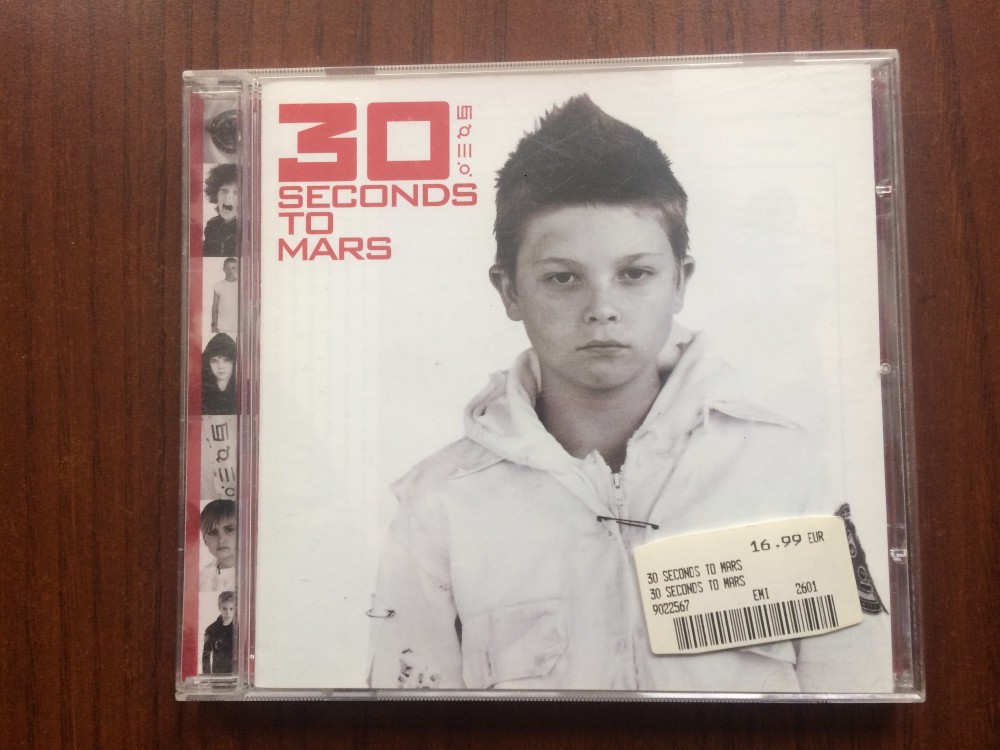 30
SECONDS
TO
MARS
16.99 EUR
30 SECONDS TO MARS
30 SECONDS TO MARS
9022567 EMI 2601